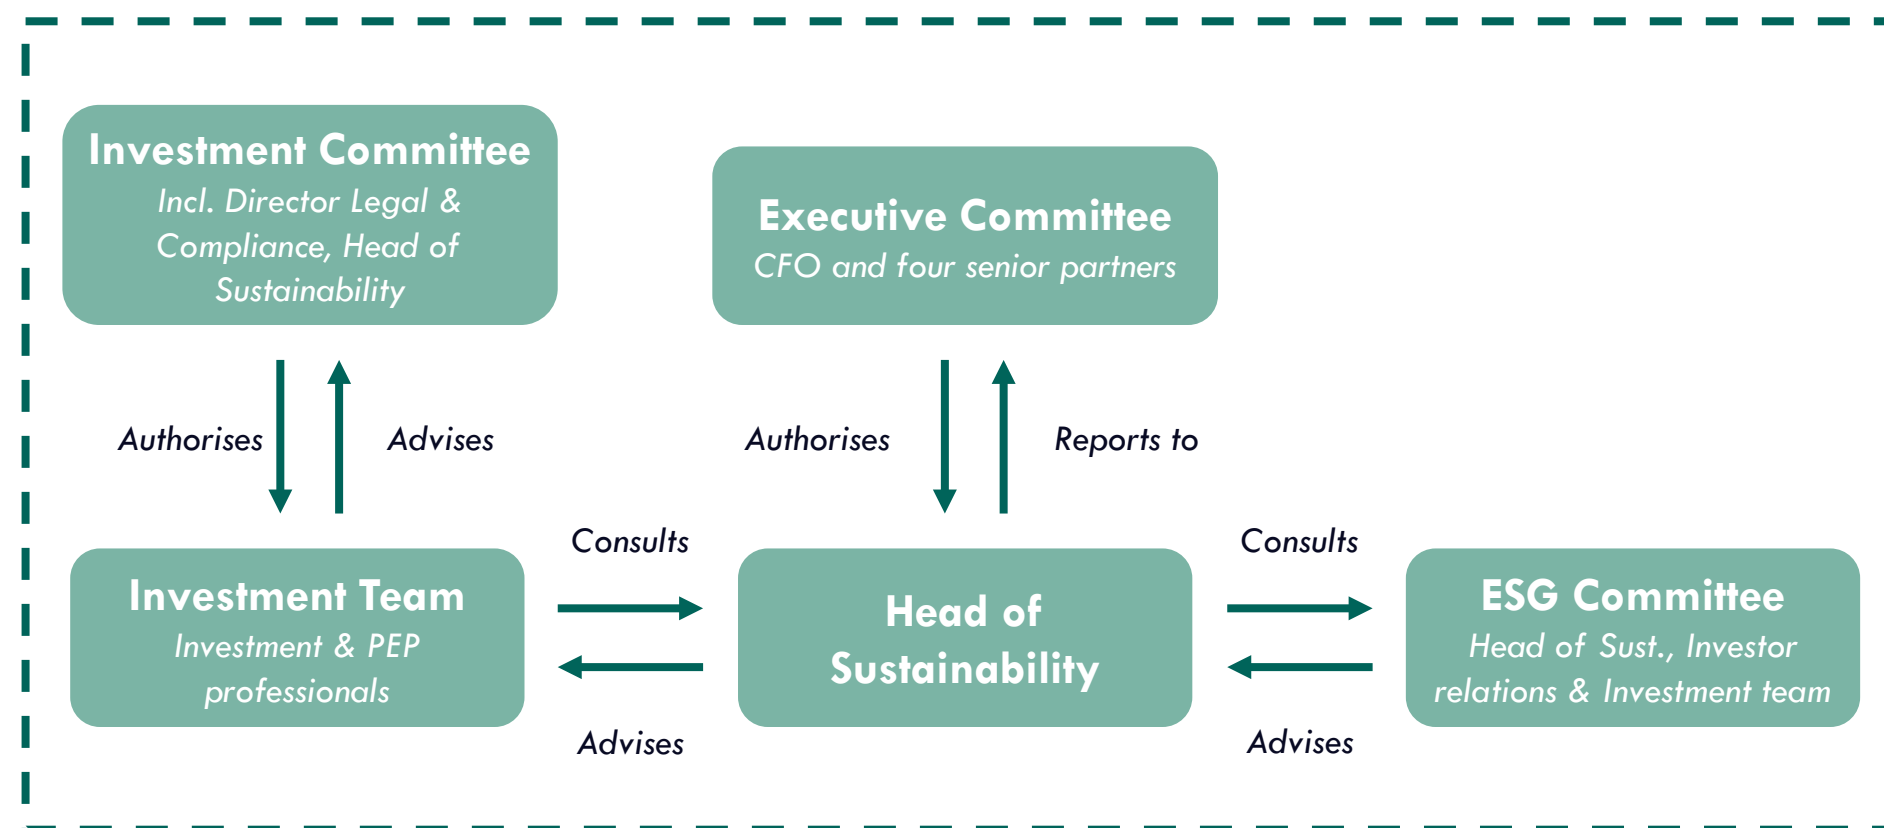 Investment Committee
Incl. Director Legal &
Compliance, Head of
Sustainability
Executive Committee
CFO and four senior partners
Authorises
Advises
Authorises
Reports to
Consults
Consults
Investment Team
Investment & PEP
professionals
Head of
Sustainability
ESG Committee
Head of Sust., Investor
relations & Investment team
Advises
Advises